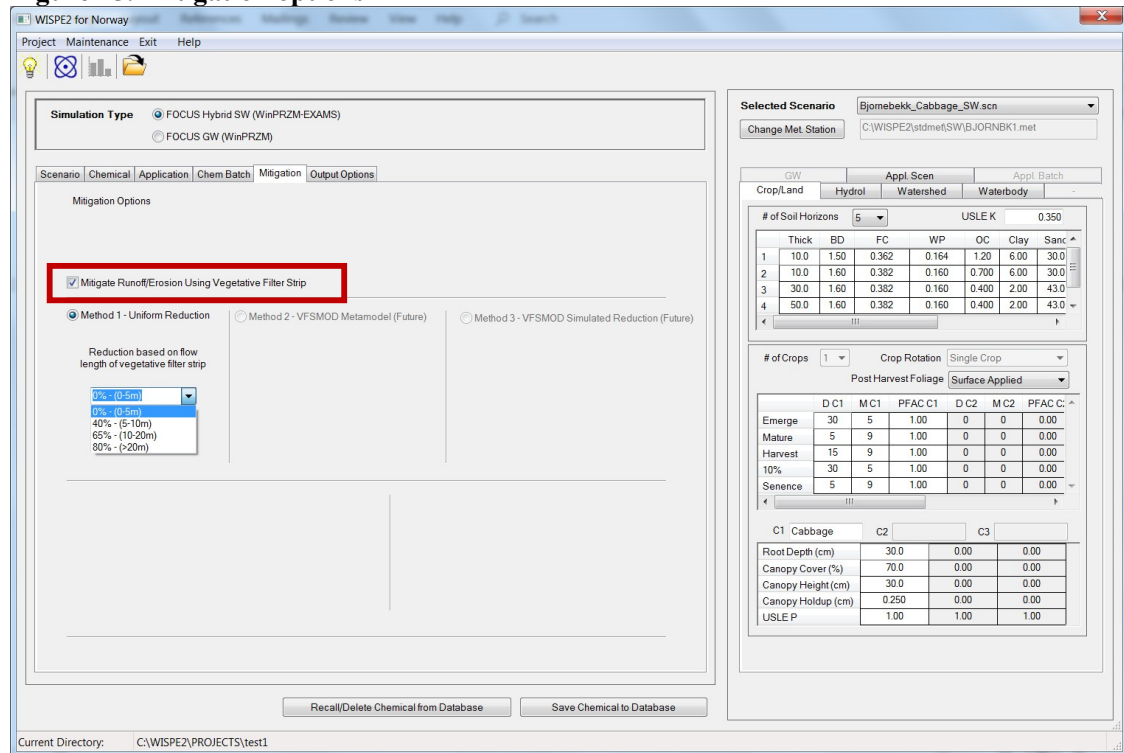 WISPE2 for Norway
Project Maintenance Exit Help
Simulation Type FOCUS Hybrid SW (WinPRZM-EXAMS)
FOCUS GW (WinPRZM)
Scenario Chemical Application Chem Batch Mitigation Output Options
Mitigation Options
Mitigate Runoff/Erosion Using Vegetative Filter Strip
Method 1 - Uniform Reduction Method 2 - VFSMOD Metamodel (Future) Method 3 - VFSMOD Simulated Reduction (Future)
Reduction based on flow
length of vegetative filter strip
0% - (0-5m)
0% - (0-5m)
40% - (5-10m)
65% - (10-20m)
80% - (>20m)
Recall/Delete Chemical from Database Save Chemical to Database
Selected Scenario Bjornebekk_Cabbage_SW.scn
Change Met. Station C:\WISPE2\stdmet\SW\BJORNBK1.met
GW Appl. Scen Appl. Batch
Crop/Land Hydrol Watershed Waterbody -
# of Soil Horizons 5 USLE K 0.350
Thick BD FC WP OC Clay Sanc
1 10.0 1.50 0.362 0.164 1.20 6.00 30.0
2 10.0 1.60 0.382 0.160 0.700 6.00 30.0
3 30.0 1.60 0.382 0.160 0.400 2.00 43.0
4 50.0 1.60 0.382 0.160 0.400 2.00 43.0
# of Crops 1 Crop Rotation Single Crop
Post Harvest Foliage Surface Applied
D C1 M C1 PFAC C1 D C2 M C2 PFAC C:
Emerge 30 5 1.00 0 0 0.00
Mature 5 9 1.00 0 0 0.00
Harvest 15 9 1.00 0 0 0.00
10% 30 5 1.00 0 0 0.00
Senence 5 9 1.00 0 0 0.00
C1 Cabbage C2 C3
Root Depth (cm) 30.0 0.00 0.00
Canopy Cover (%) 70.0 0.00 0.00
Canopy Height (cm) 30.0 0.00 0.00
Canopy Holdup (cm) 0.250 0.00 0.00
USLE P 1.00 1.00 1.00
Current Directory: C:\WISPE2\PROJECTS\test1